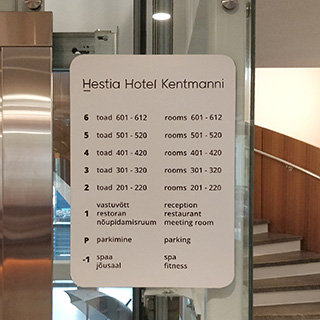 Hestia Hotel Kentmanni
6 toad 601 - 612 rooms 601 - 612
5 toad 501 - 520 rooms 501 - 520
4 toad 401 - 420 rooms 401 - 420
3 toad 301 - 320 rooms 301 - 320
2 toad 201 - 220 rooms 201 - 220
vastuvõtt reception
1 restoran restaurant
nõupidamisruum meeting room
P parkimine parking
-1 spaa spa
jõusaal fitness